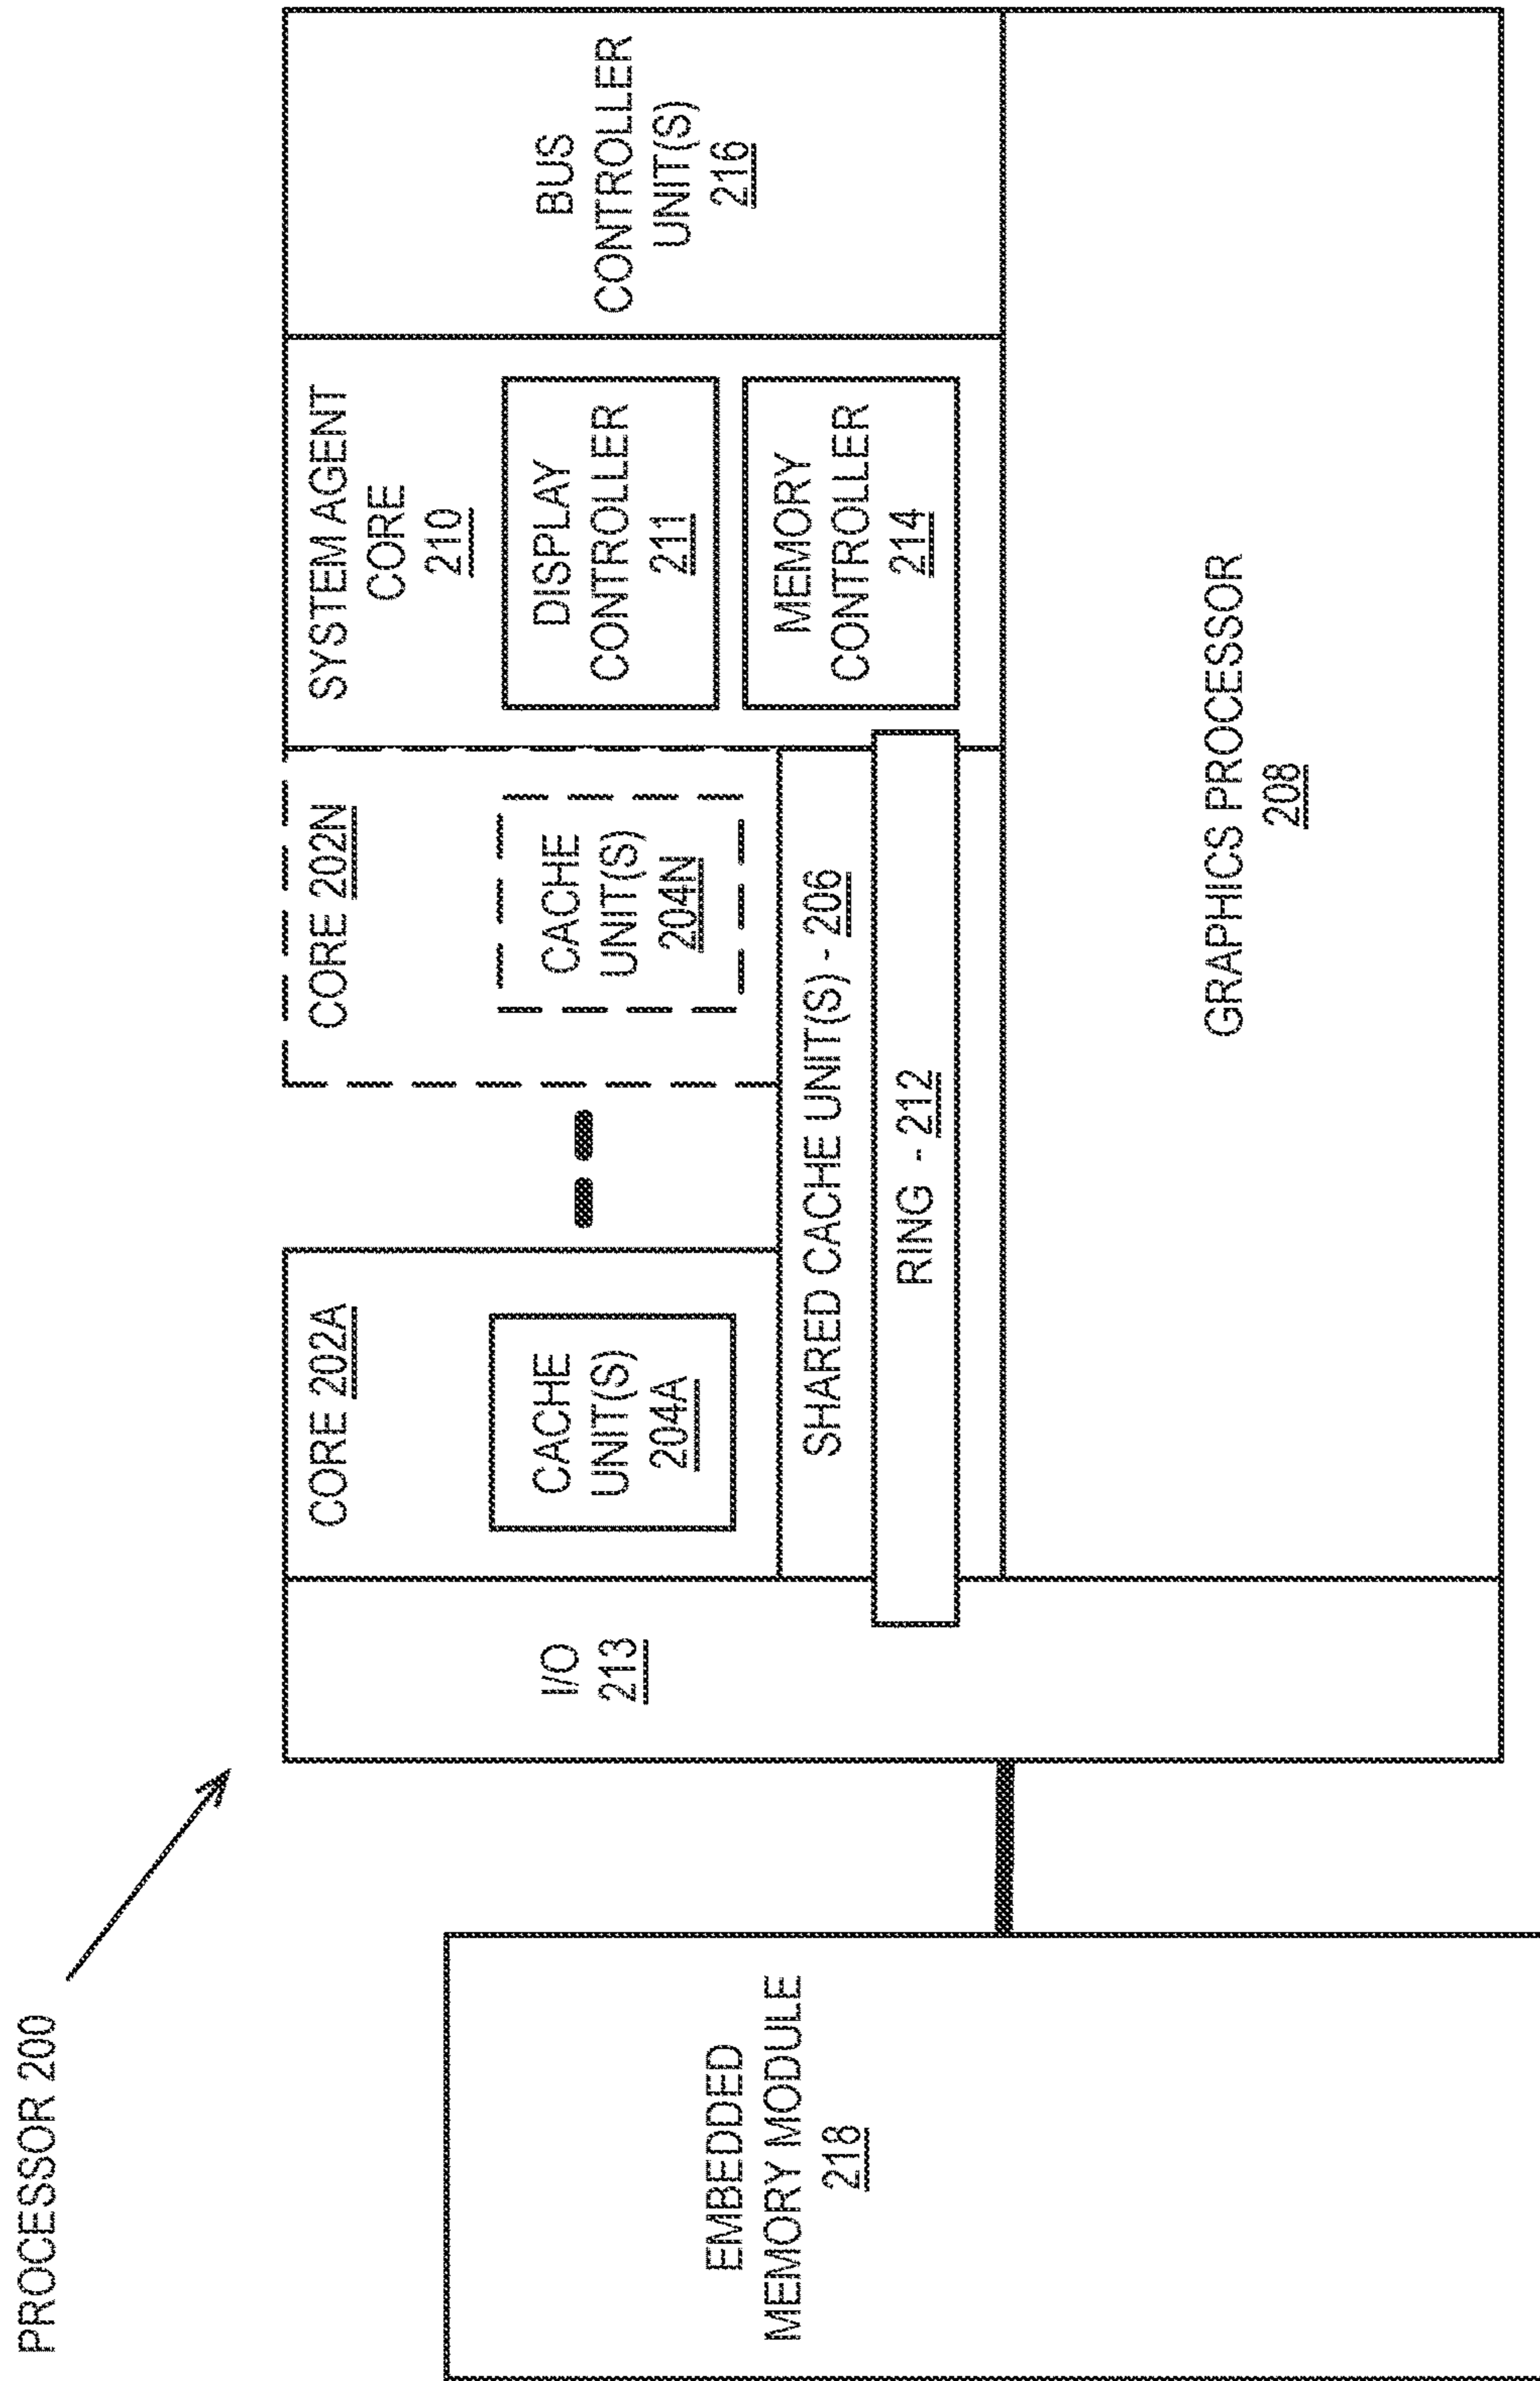 PROCESSOR 200
EMBEDDED
MEMORY MODULE
218
I/O
213
CORE 202A
CACHE
UNIT(S)
204A
CORE 202N
CACHE
UNIT(S)
204N
SHARED CACHE UNIT(S) - 206
RING - 212
SYSTEM AGENT
CORE
210
DISPLAY
CONTROLLER
211
MEMORY
CONTROLLER
214
BUS
CONTROLLER
UNIT(S)
216
GRAPHICS PROCESSOR
208